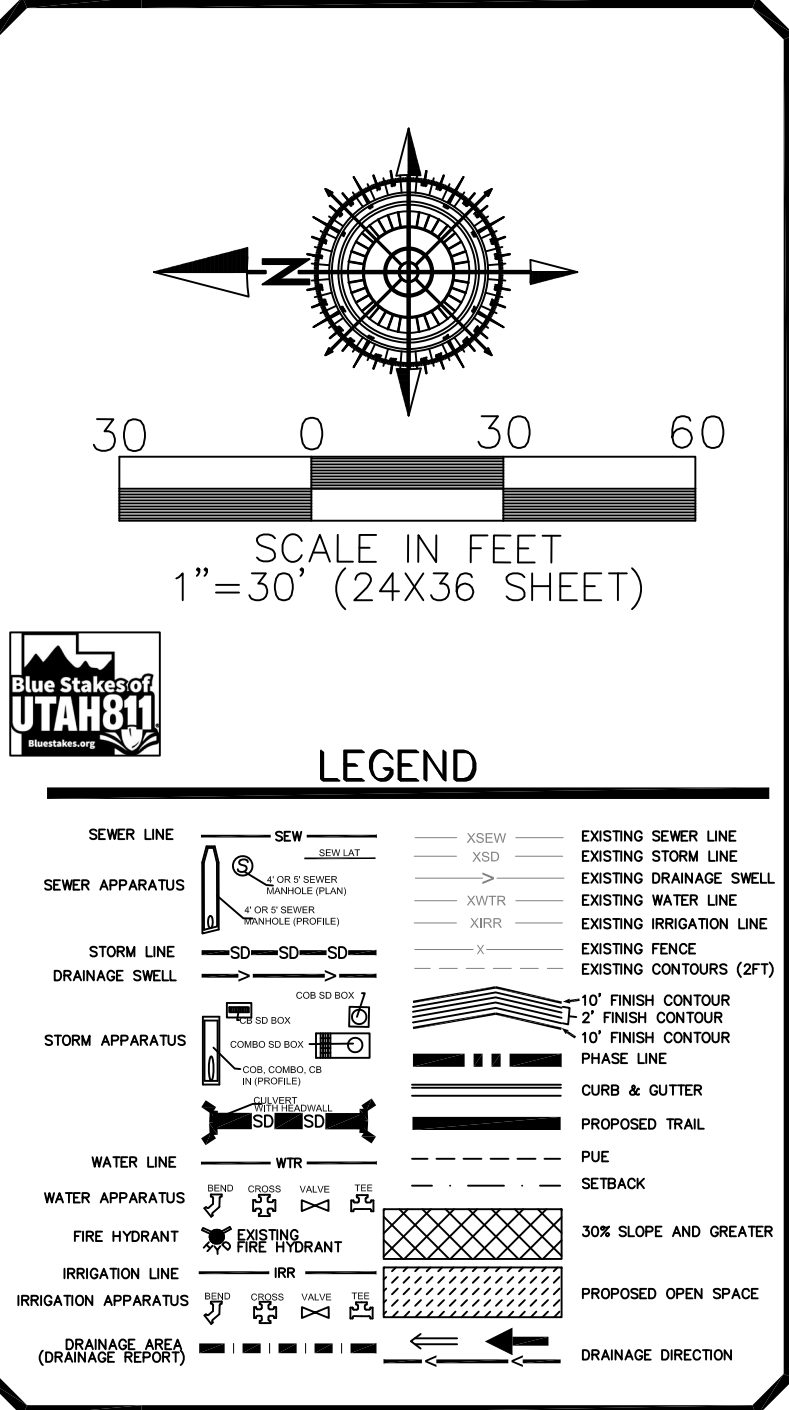 N
30 0 30 60
SCALE IN FEET
1"=30' (24X36 SHEET)
Blue Stakes of
UTAH811
Bluestakes.org
LEGEND
SEWER LINE
SEW
SEWER APPARATUS
S
SEW LAT
4' OR 5' SEWER
MANHOLE (PLAN)
4' OR 5' SEWER
MANHOLE (PROFILE)
STORM LINE
SD SD SD
DRAINAGE SWELL
STORM APPARATUS
COB SD BOX
CB SD BOX
COMBO SD BOX
COB, COMBO, CB
IN (PROFILE)
CULVERT
WITH HEADWALL
SD SD
WATER LINE
WTR
WATER APPARATUS
BEND CROSS VALVE TEE
FIRE HYDRANT
EXISTING
FIRE HYDRANT
IRRIGATION LINE
IRR
IRRIGATION APPARATUS
BEND CROSS VALVE TEE
DRAINAGE AREA
(DRAINAGE REPORT)
XSEW
EXISTING SEWER LINE
XSD
EXISTING STORM LINE
EXISTING DRAINAGE SWELL
XWTR
EXISTING WATER LINE
XIRR
EXISTING IRRIGATION LINE
X
EXISTING FENCE
EXISTING CONTOURS (2FT)
10' FINISH CONTOUR
2' FINISH CONTOUR
10' FINISH CONTOUR
PHASE LINE
CURB & GUTTER
PROPOSED TRAIL
PUE
SETBACK
30% SLOPE AND GREATER
PROPOSED OPEN SPACE
DRAINAGE DIRECTION